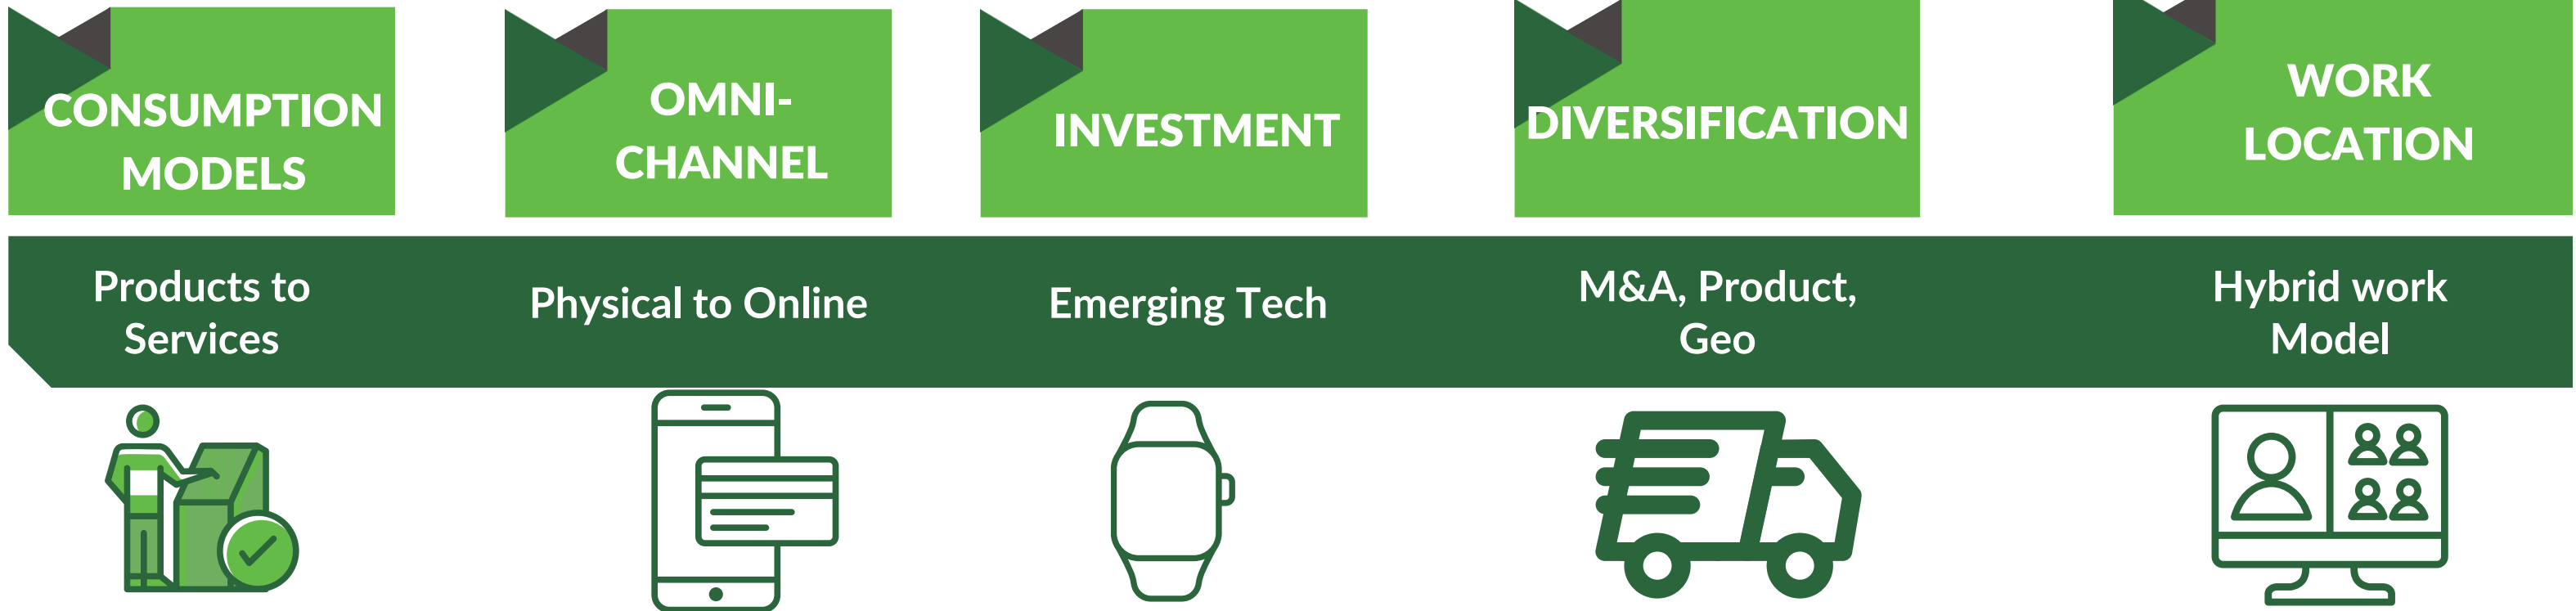 CONSUMPTION
MODELS
OMNI-
CHANNEL
INVESTMENT
DIVERSIFICATION
WORK
LOCATION
Products to
Services
Physical to Online
Emerging Tech
M&A, Product,
Geo
Hybrid work
Model